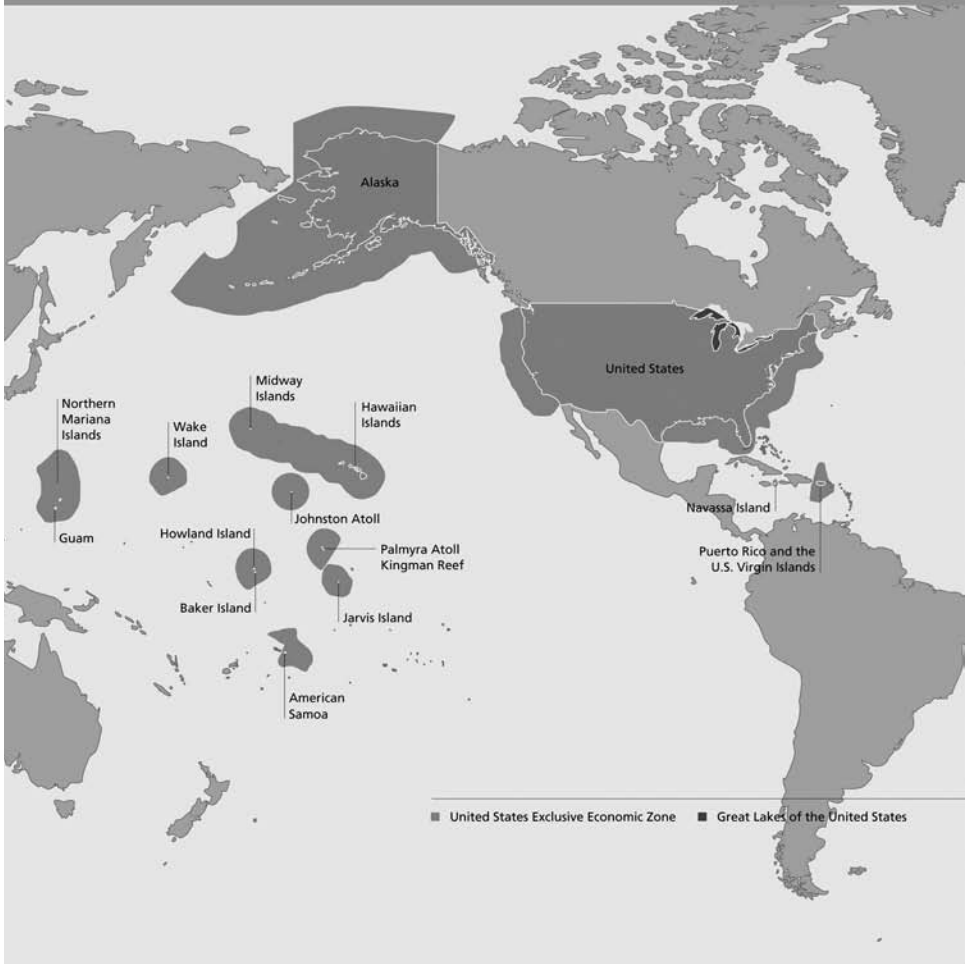 Alaska
United States
Midway
Islands
Hawaiian
Islands
Northern
Mariana
Islands
Wake
Island
Guam
Johnston Atoll
Howland Island
Palmyra Atoll
Kingman Reef
Baker Island
Jarvis Island
American
Samoa
Navassa Island
Puerto Rico and the
U.S. Virgin Islands
United States Exclusive Economic Zone
Great Lakes of the United States